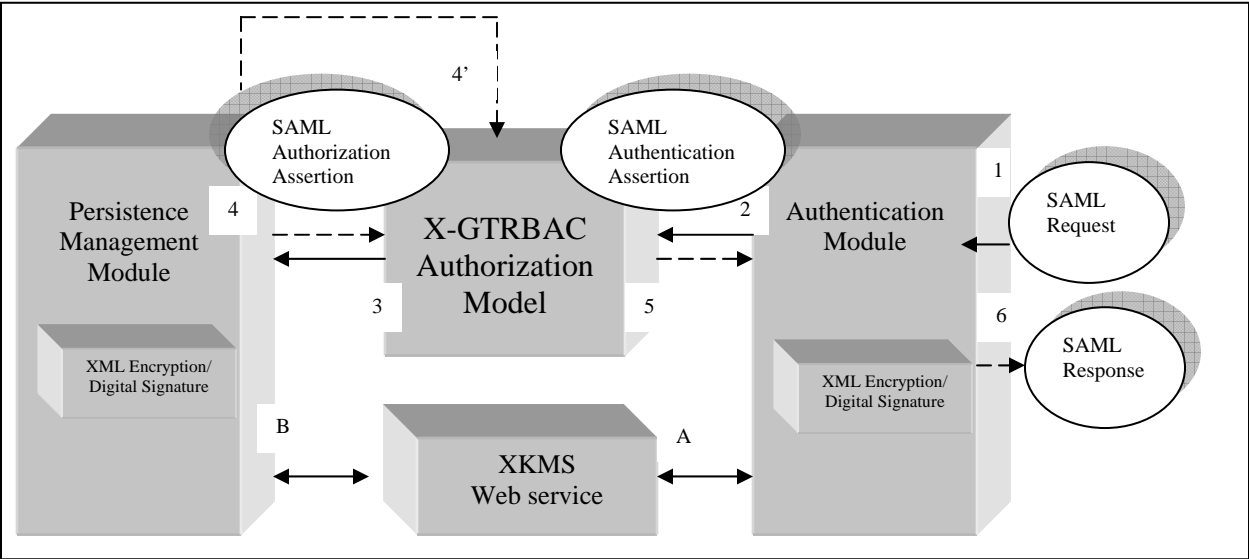 4’
SAML
Authorization
Assertion
SAML
Authentication
Assertion
1
Persistence
Management
Module
4
X-GTRBAC
Authorization
Model
2
Authentication
Module
SAML
Request
3
5
6
XML Encryption/
Digital Signature
XML Encryption/
Digital Signature
SAML
Response
B
XKMS
Web service
A